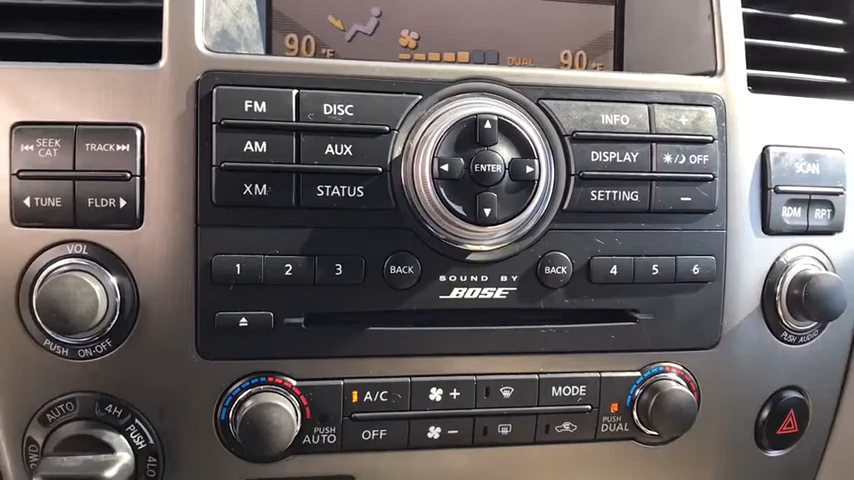 90°F DUAL 90°F
SEEK CAT TRACK
TUNE FLDR
FM DISC
AM AUX
XM STATUS
ENTER
INFO +
DISPLAY OFF
SETTING −
SCAN
RDM RPT
VOL
PUSH ON·OFF
1 2 3 BACK
SOUND BY
BOSE
BACK 4 5 6
PUSH AUDIO
AUTO 4H
2WD 4LO
PUSH
PUSH AUTO
A/C + MODE
OFF −
PUSH DUAL